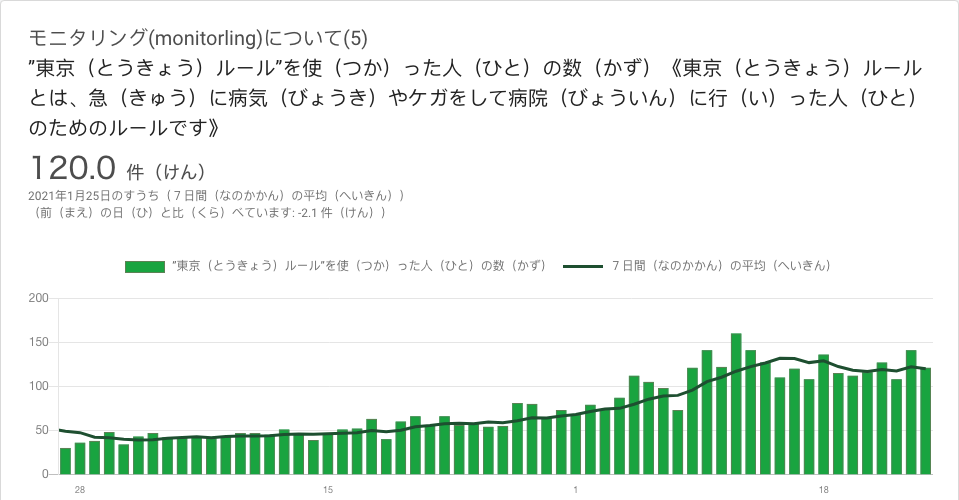 モニタリング(monitorling)について(5)
”東京（とうきょう）ルール”を使（つか）った人（ひと）の数（かず）《東京（とうきょう）ルール
とは、急（きゅう）に病気（びょうき）やケガをして病院（びょういん）に行（い）った人（ひと）
のためのルールです》
120.0 件（けん）
2021年1月25日のすうち（７日間（なのかかん）の平均（へいきん））
（前（まえ）の日（ひ）と比（くら）べています: -2.1 件（けん））
”東京（とうきょう）ルール”を使（つか）った人（ひと）の数（かず） ７日間（なのかかん）の平均（へいきん）
200
150
100
50
0
28 15 1 18